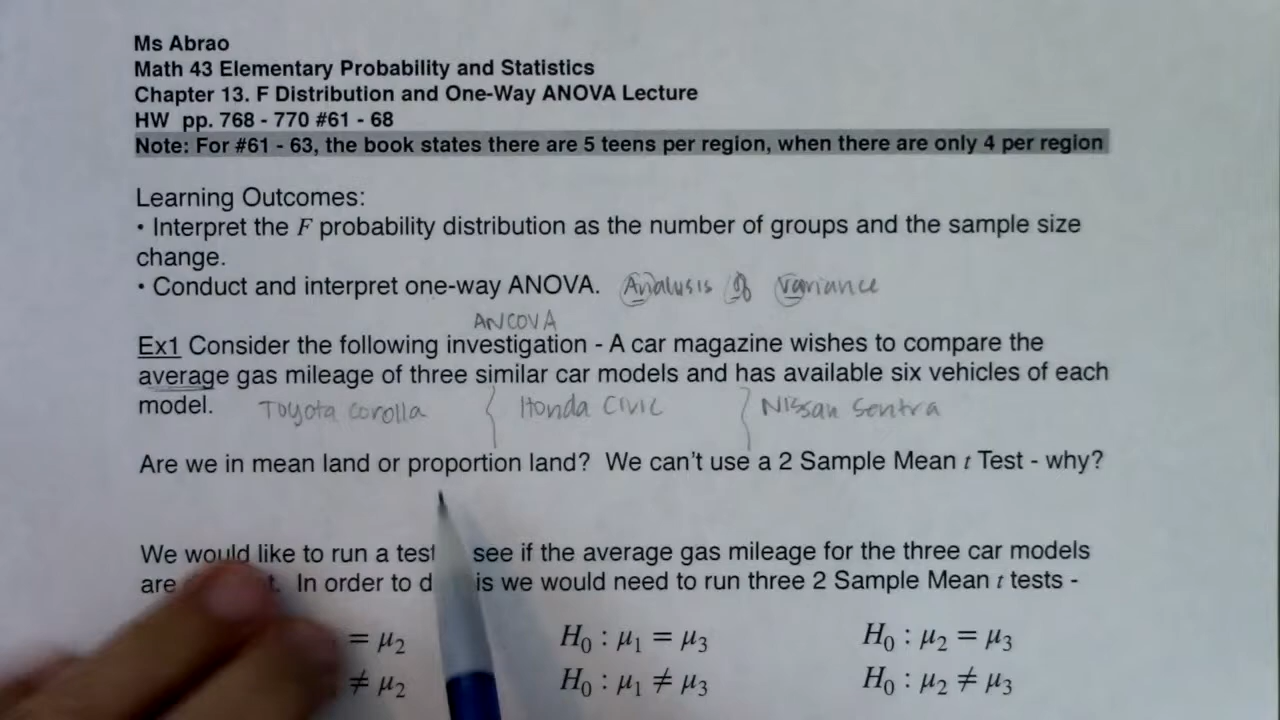 Ms Abrao
Math 43 Elementary Probability and Statistics
Chapter 13. F Distribution and One-Way ANOVA Lecture
HW pp. 768 - 770 #61 - 68
Note: For #61 - 63, the book states there are 5 teens per region, when there are only 4 per region
Learning Outcomes:
• Interpret the F probability distribution as the number of groups and the sample size
change.
• Conduct and interpret one-way ANOVA. Analysis Of Variance
ANCOVA
Ex1 Consider the following investigation - A car magazine wishes to compare the
average gas mileage of three similar car models and has available six vehicles of each
model. Toyota Corolla Honda Civic Nissan Sentra
Are we in mean land or proportion land? We can't use a 2 Sample Mean t Test - why?
We would like to run a test see if the average gas mileage for the three car models
are In order to is we would need to run three 2 Sample Mean t tests -
= μ₂ H₀ : μ₁ = μ₃ H₀ : μ₂ = μ₃
≠ μ₂ H₀ : μ₁ ≠ μ₃ H₀ : μ₂ ≠ μ₃